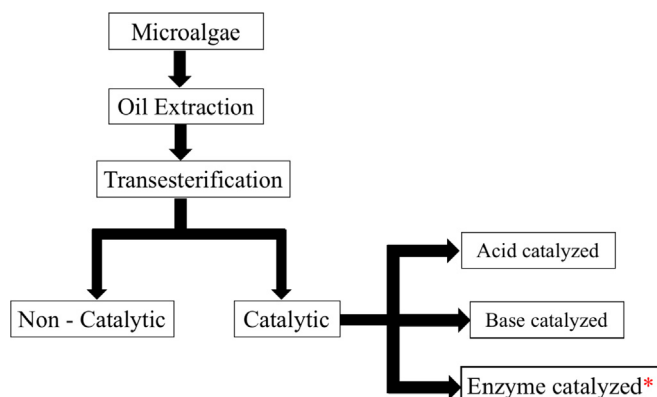 Microalgae
Oil Extraction
Transesterification
Non - Catalytic
Catalytic
Acid catalyzed
Base catalyzed
Enzyme catalyzed*